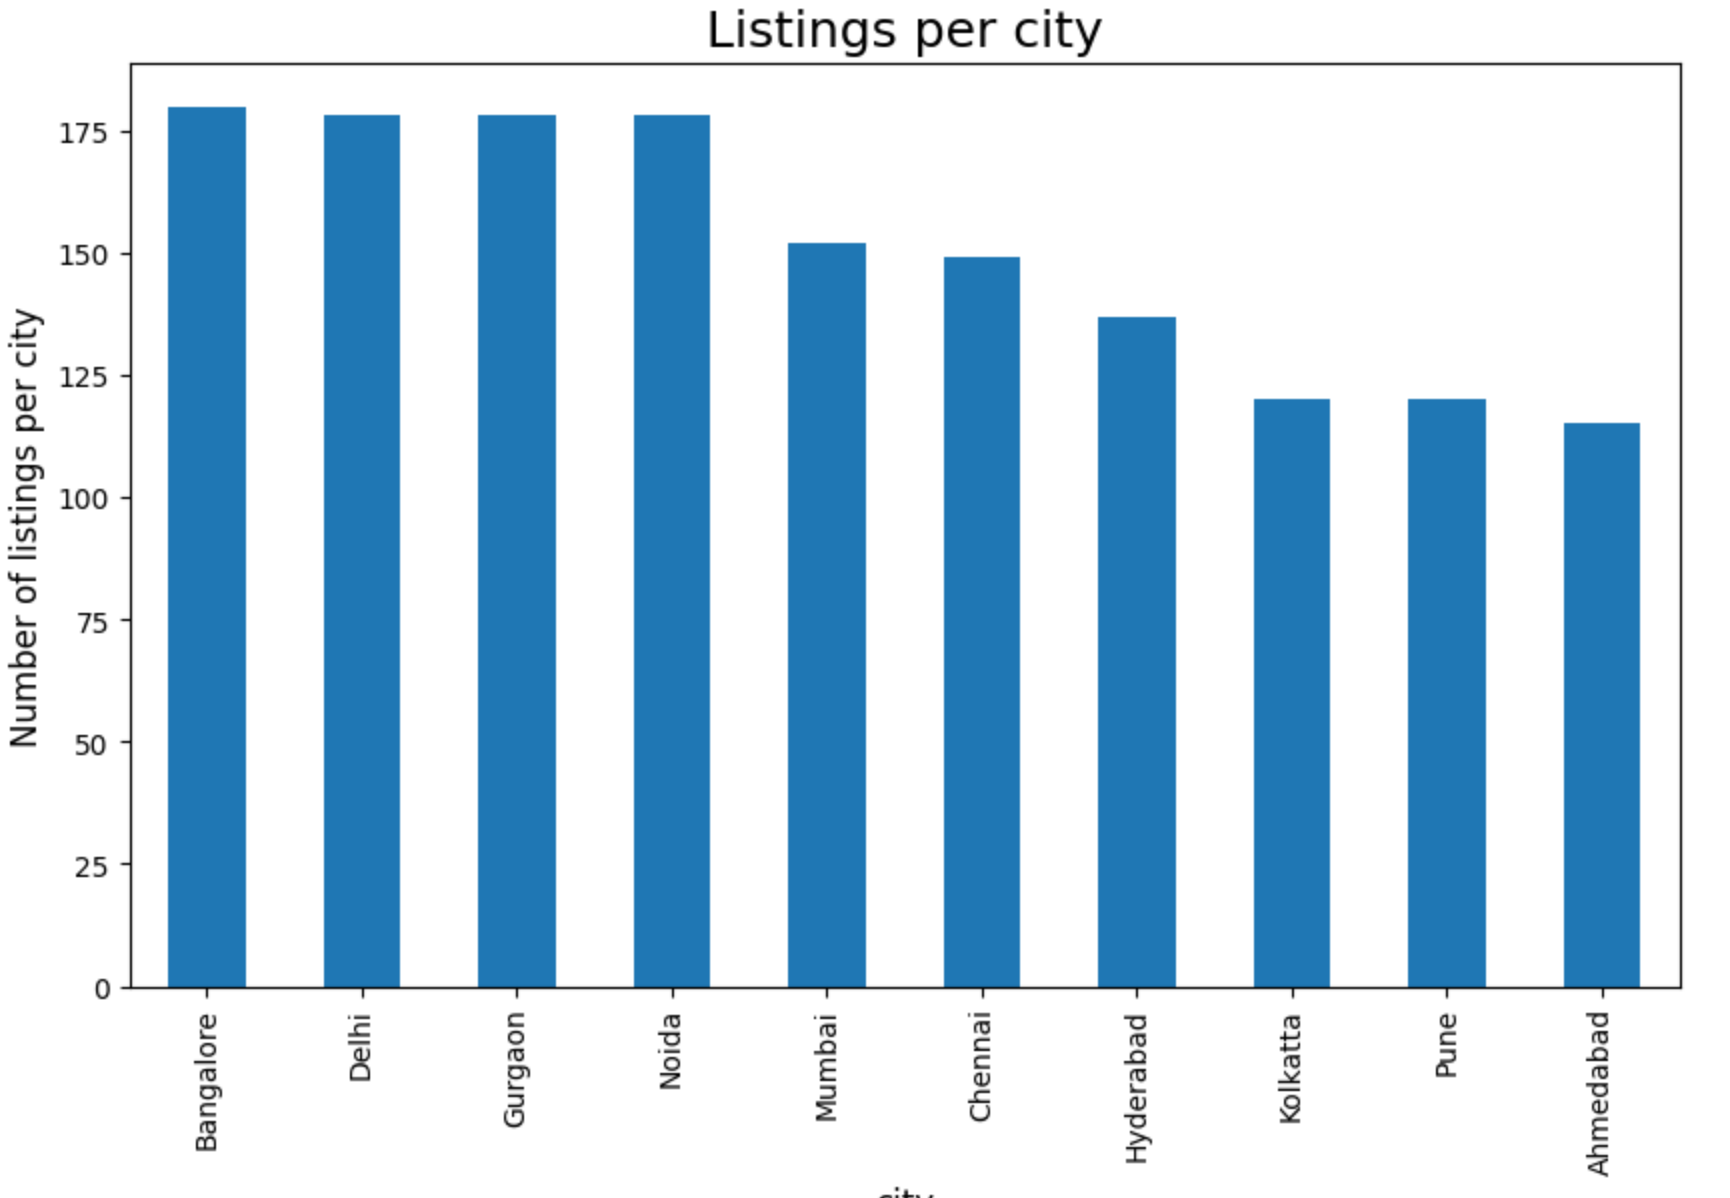 Listings per city
Number of listings per city
175
150
125
100
75
50
25
0
Bangalore
Delhi
Gurgaon
Noida
Mumbai
Chennai
Hyderabad
Kolkatta
Pune
Ahmedabad
city